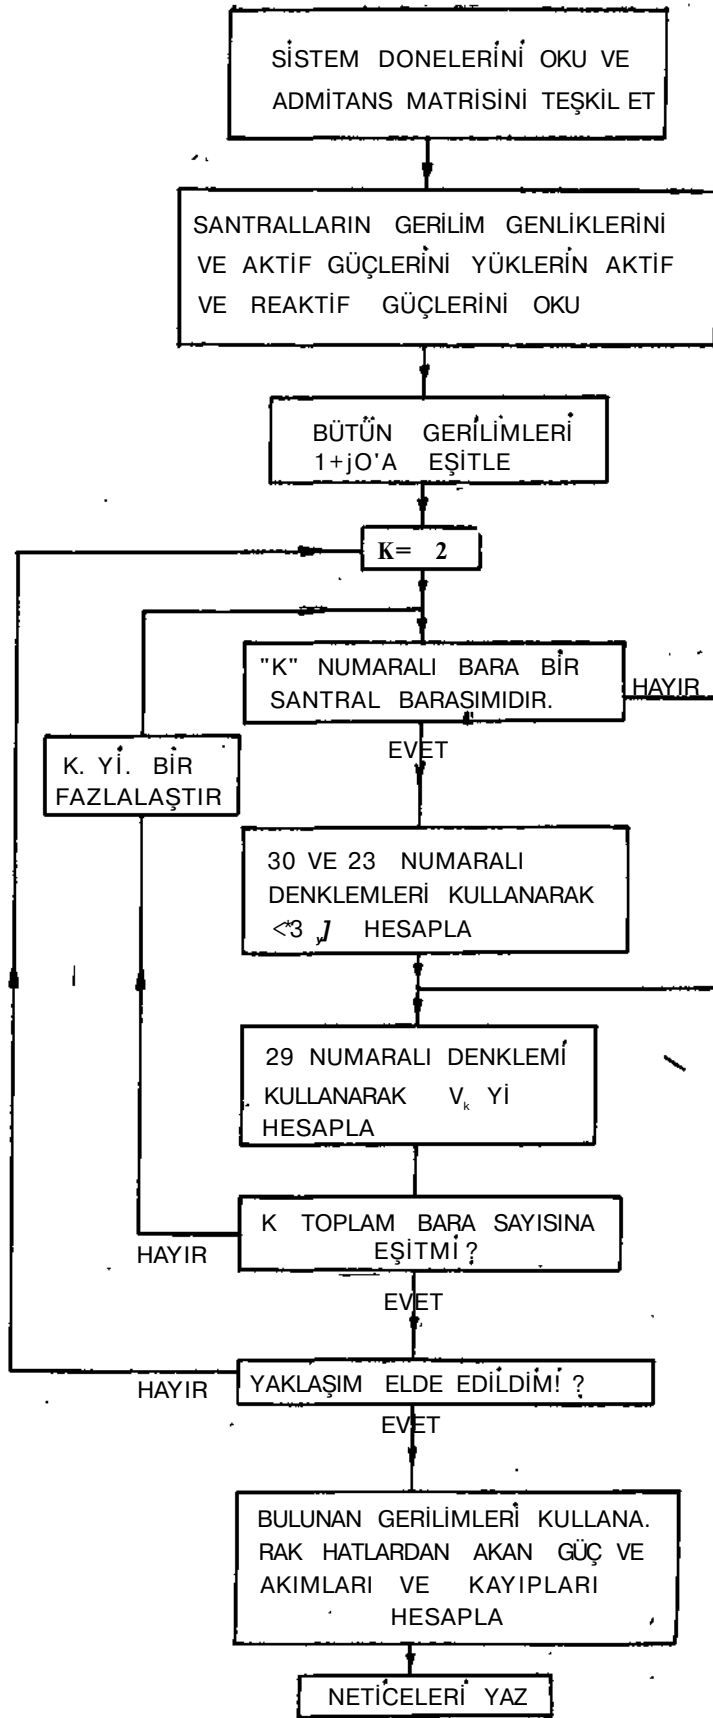 SİSTEM DONELERİNİ OKU VE
ADMİTANS MATRİSİNİ TEŞKİL ET
SANTRALLARIN GERİLİM GENLİKLERİNİ
VE AKTİF GÜÇLERİNİ YÜKLERİN AKTİF
VE REAKTİF GÜÇLERİNİ OKU
BÜTÜN GERİLİMLERİ
1+jO'A EŞİTLE
K= 2
"K" NUMARALI BARA BİR
SANTRAL BARAŞIMIDIR.
HAYIR
EVET
K. Yİ. BİR
FAZLALAŞTIR
30 VE 23 NUMARALI
DENKLEMLERİ KULLANARAK
HESAPLA
29 NUMARALI DENKLEMİ
KULLANARAK Vk Yİ
HESAPLA
K TOPLAM BARA SAYISINA
EŞİTMİ ?
HAYIR
EVET
YAKLAŞIM ELDE EDİLDİM! ?
HAYIR
EVET
BULUNAN GERİLİMLERİ KULLANA.
RAK HATLARDAN AKAN GÜÇ VE
AKIMLARI VE KAYIPLARI
HESAPLA
NETİCELERİ YAZ